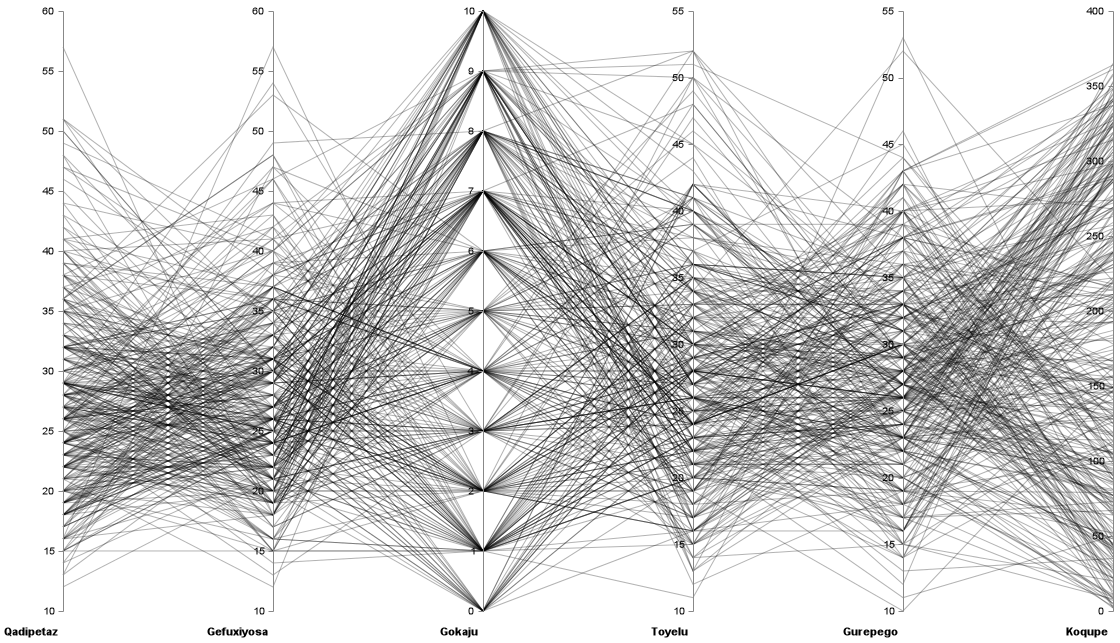 60 60 10 55 55 400
55 55 9 50 50 350
50 50 8 45 45 300
45 45 7 40 40 250
40 40 6 35 35 200
35 35 5 30 30 150
30 30 4 25 25 100
25 25 3 20 20 50
20 20 2 15 15 0
15 15 1 10 10
10 10 0
Qadipetaz Gefuxiyosa Gokaju Toyelu Gurepego Koqupe